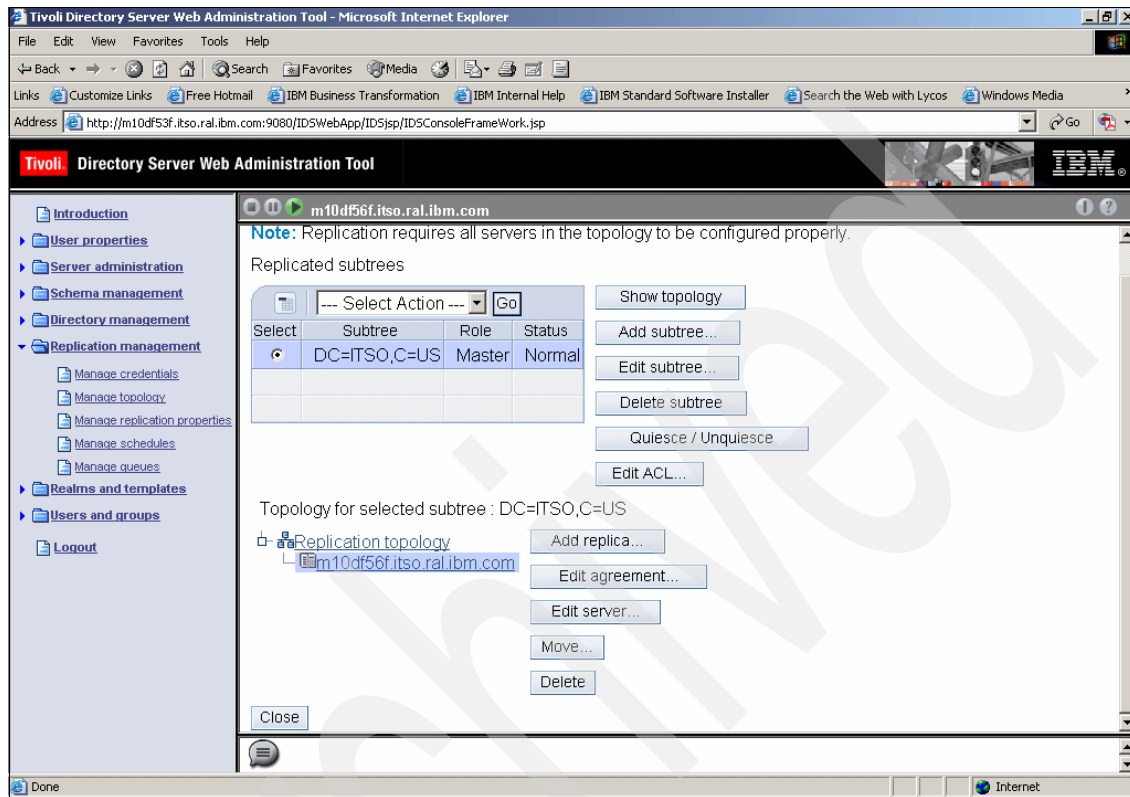 Tivoli Directory Server Web Administration Tool - Microsoft Internet Explorer
File Edit View Favorites Tools Help
Back Search Favorites Media
Links Customize Links Free Hotmail IBM Business Transformation IBM Internal Help IBM Standard Software Installer Search the Web with Lycos Windows Media
Address http://m10df53f.itso.ral.ibm.com:9080/IDSWebApp/IDSjsp/IDSConsoleFrameWork.jsp Go
Tivoli. Directory Server Web Administration Tool IBM®
Introduction
User properties
Server administration
Schema management
Directory management
Replication management
Manage credentials
Manage topology
Manage replication properties
Manage schedules
Manage queues
Realms and templates
Users and groups
Logout
m10df56f.itso.ral.ibm.com
Note: Replication requires all servers in the topology to be configured properly.
Replicated subtrees
--- Select Action --- Go
Select Subtree Role Status
DC=ITSO,C=US Master Normal
Show topology
Add subtree...
Edit subtree...
Delete subtree
Quiesce / Unquiesce
Edit ACL...
Topology for selected subtree : DC=ITSO,C=US
Replication topology
m10df56f.itso.ral.ibm.com
Add replica...
Edit agreement...
Edit server...
Move...
Delete
Close
Done Internet